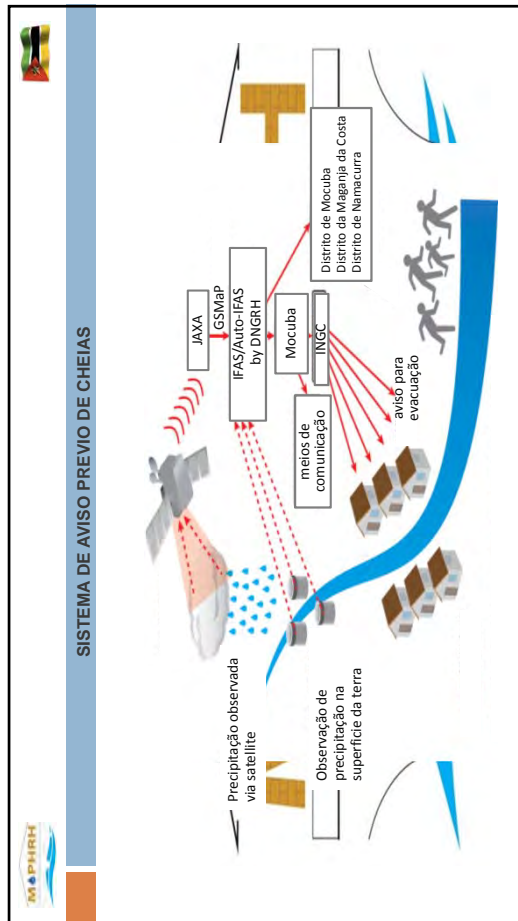 MOPHRH
SISTEMA DE AVISO PREVIO DE CHEIAS
Precipitação observada
via satellite
Observação de
precipitação na
superficie da terra
JAXA
GSMaP
IFAS/Auto-IFAS
by DNGRH
Mocuba
INGC
meios de
comunicação
Distrito de Mocuba
Distrito da Maganja da Costa
Distrito de Namacurra
aviso para
evacuação